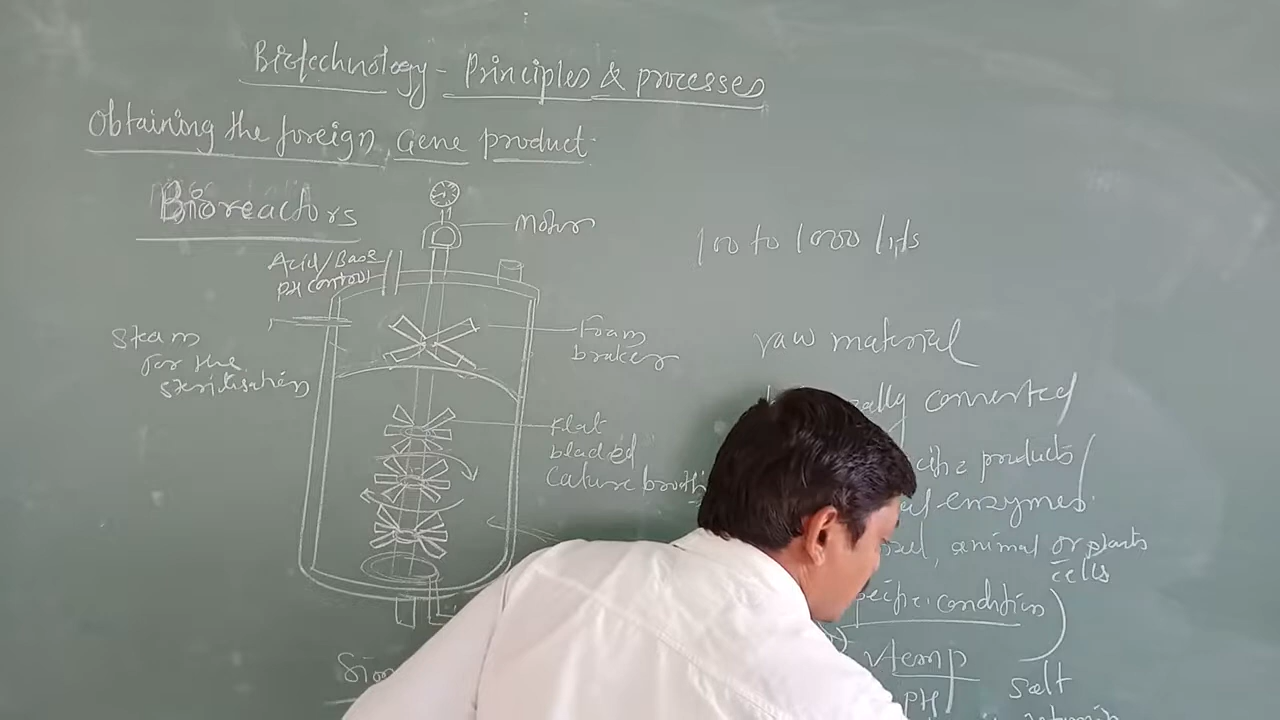 Biotechnology - Principles & processes
Obtaining the foreign Gene product
Bioreactors
Motor
Acid/Base
PH control
Steam
for the
sterilisation
Foam
braker
Flat
bladed
100 to 1000 lits
raw material
ally converted
products
enzymes.
animal or plants
cells
condition
temp
PH
salt